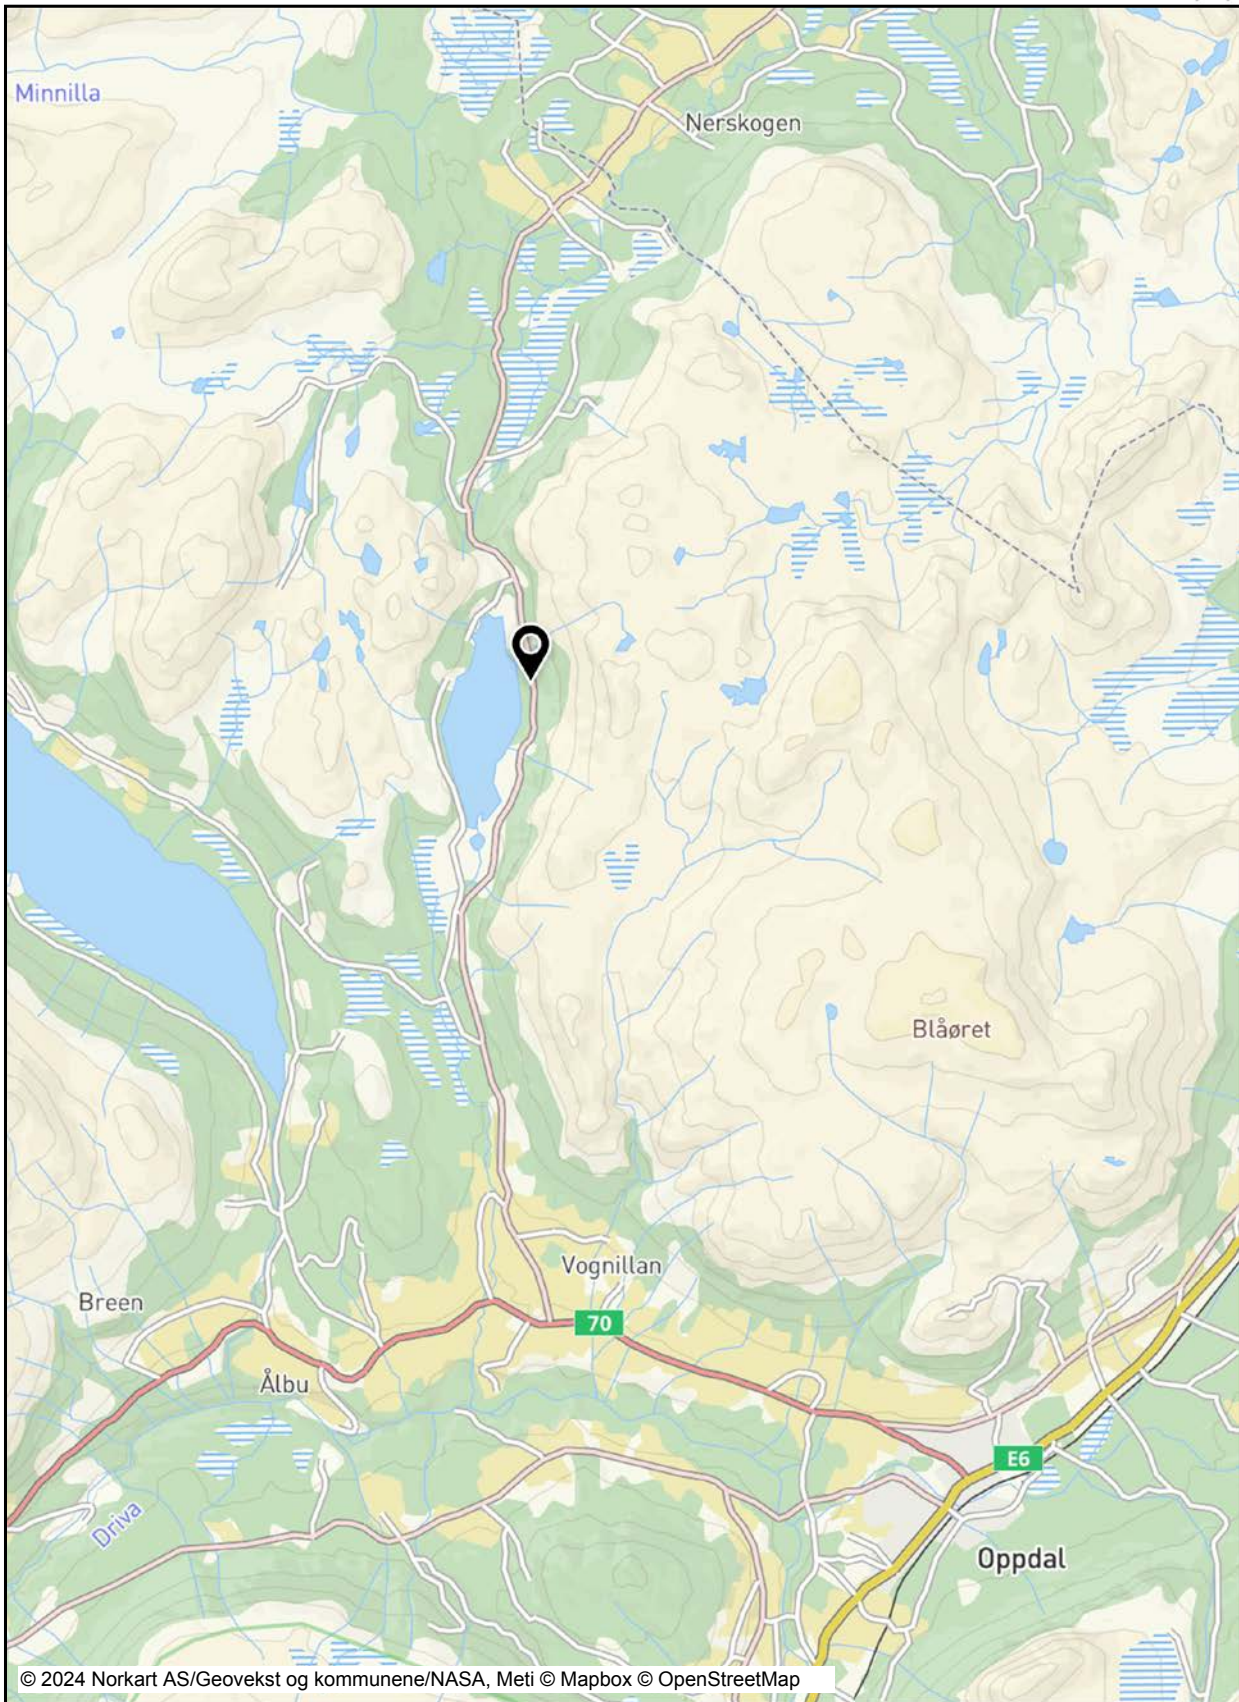 Minnilla
Nerskogen
Blåøret
Vognillan
Breen
70
Ålbu
E6
Driva
Oppdal
© 2024 Norkart AS/Geovekst og kommunene/NASA, Meti © Mapbox © OpenStreetMap